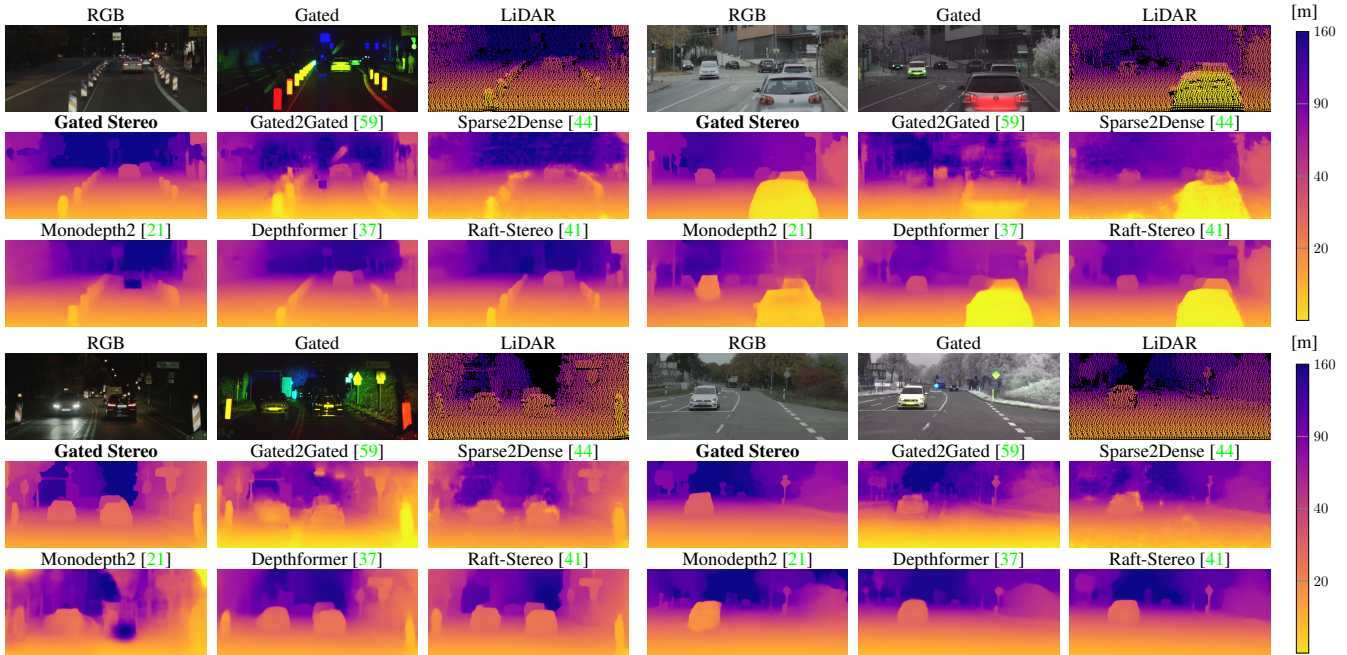 RGB Gated LiDAR RGB Gated LiDAR [m]
160
Gated Stereo Gated2Gated [59] Sparse2Dense [44] Gated Stereo Gated2Gated [59] Sparse2Dense [44]
90
40
Monodepth2 [21] Depthformer [37] Raft-Stereo [41] Monodepth2 [21] Depthformer [37] Raft-Stereo [41]
20
RGB Gated LiDAR RGB Gated LiDAR [m]
160
Gated Stereo Gated2Gated [59] Sparse2Dense [44] Gated Stereo Gated2Gated [59] Sparse2Dense [44]
90
40
Monodepth2 [21] Depthformer [37] Raft-Stereo [41] Monodepth2 [21] Depthformer [37] Raft-Stereo [41]
20